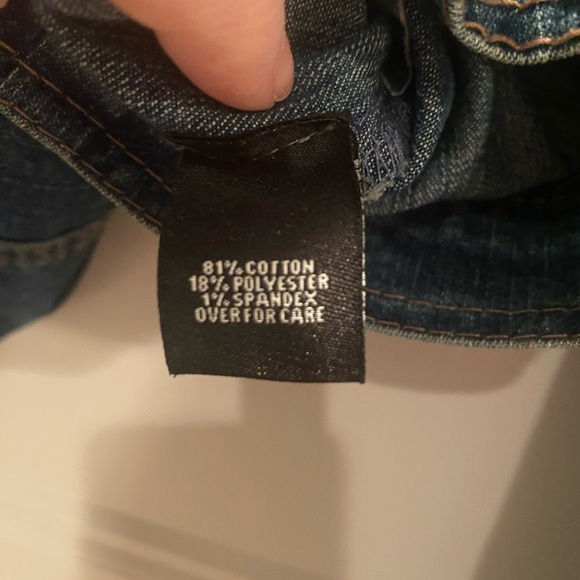 81% COTTON
18% POLYESTER
1% SPANDEX
OVER FOR CARE